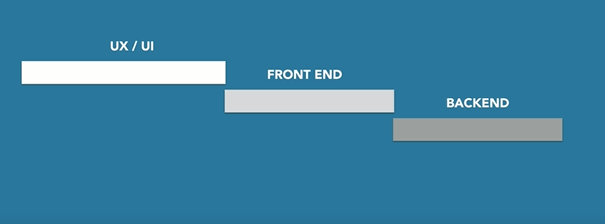 UX / UI
FRONT END
BACKEND